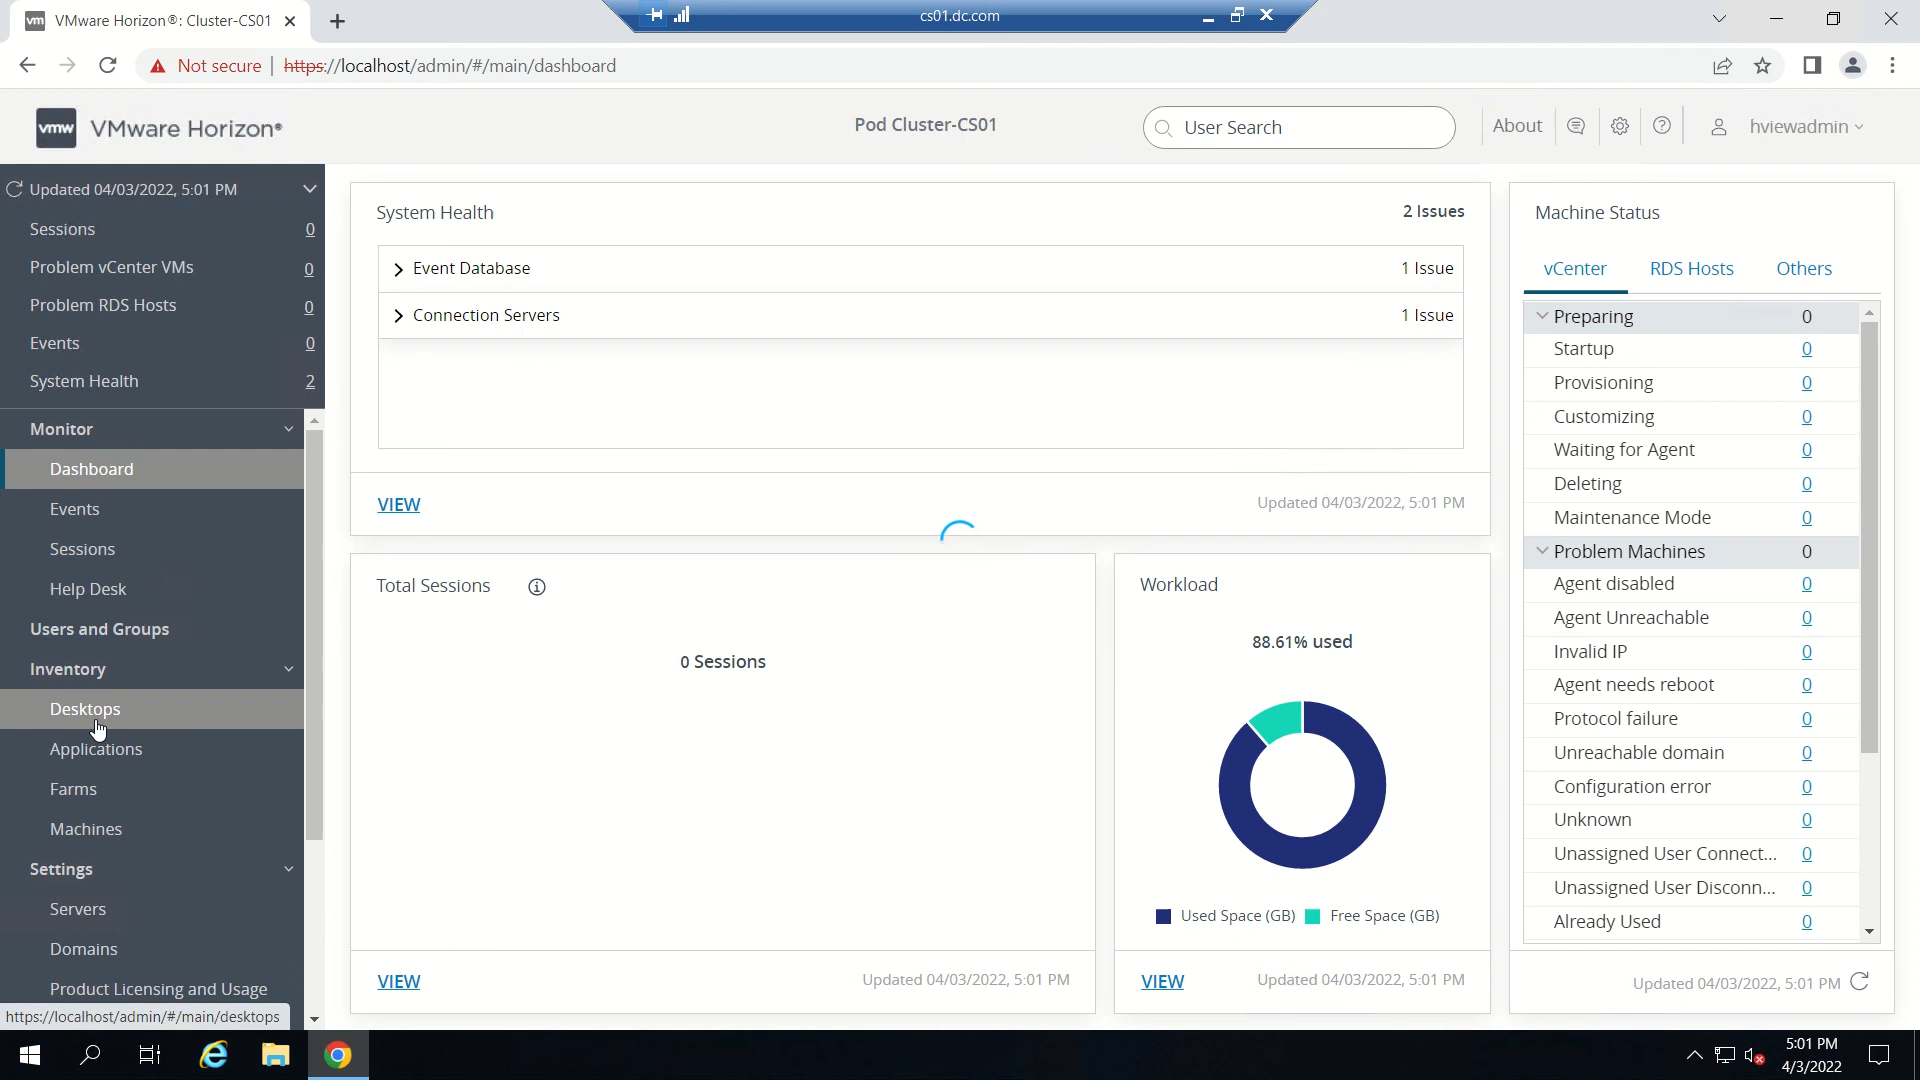 vm VMware Horizon®: Cluster-CS01
cs01.dc.com
Not secure | https://localhost/admin/#/main/dashboard
vmw VMware Horizon®
Pod Cluster-CS01
User Search
About
hviewadmin
Updated 04/03/2022, 5:01 PM
Sessions 0
Problem vCenter VMs 0
Problem RDS Hosts 0
Events 0
System Health 2
Monitor
Dashboard
Events
Sessions
Help Desk
Users and Groups
Inventory
Desktops
Applications
Farms
Machines
Settings
Servers
Domains
Product Licensing and Usage
https://localhost/admin/#/main/desktops
System Health 2 Issues
Event Database 1 Issue
Connection Servers 1 Issue
VIEW Updated 04/03/2022, 5:01 PM
Total Sessions
0 Sessions
VIEW Updated 04/03/2022, 5:01 PM
Workload
88.61% used
Used Space (GB) Free Space (GB)
VIEW Updated 04/03/2022, 5:01 PM
Machine Status
vCenter RDS Hosts Others
Preparing 0
Startup 0
Provisioning 0
Customizing 0
Waiting for Agent 0
Deleting 0
Maintenance Mode 0
Problem Machines 0
Agent disabled 0
Agent Unreachable 0
Invalid IP 0
Agent needs reboot 0
Protocol failure 0
Unreachable domain 0
Configuration error 0
Unknown 0
Unassigned User Connect... 0
Unassigned User Disconn... 0
Already Used 0
Updated 04/03/2022, 5:01 PM
5:01 PM
4/3/2022